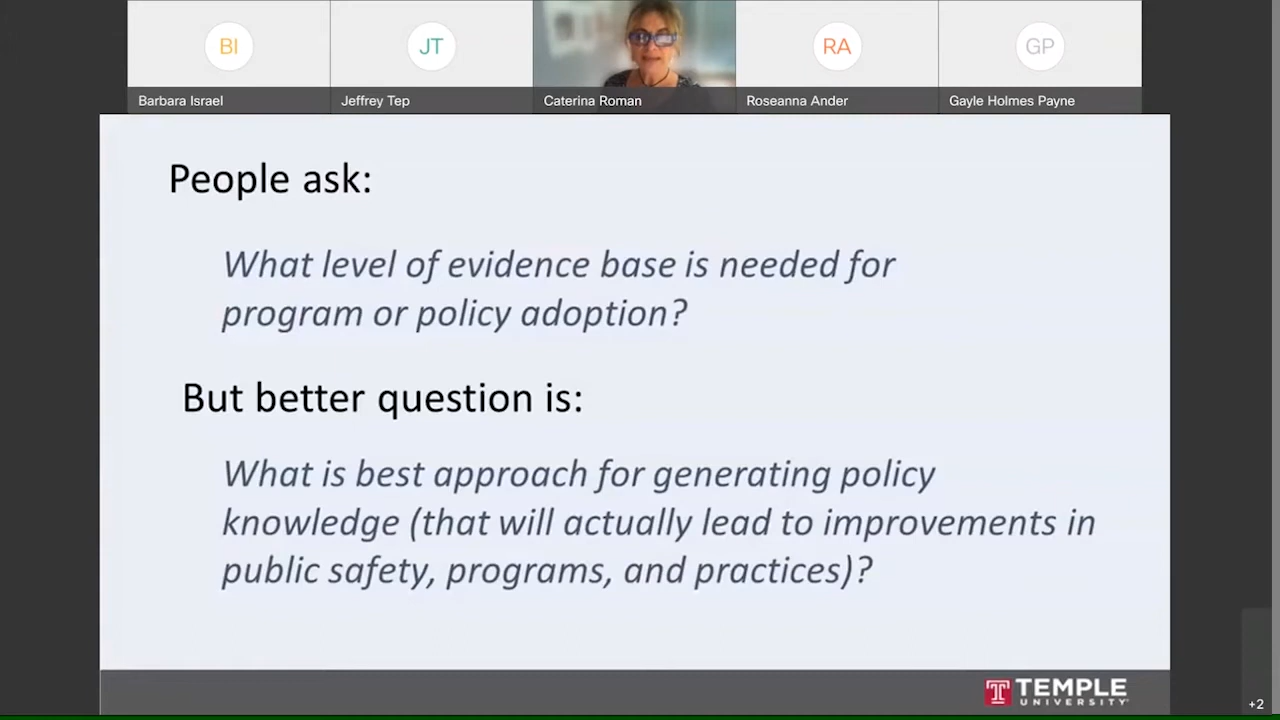 BI
JT
RA
GP
Barbara Israel
Jeffrey Tep
Caterina Roman
Roseanna Ander
Gayle Holmes Payne
People ask:
What level of evidence base is needed for
program or policy adoption?
But better question is:
What is best approach for generating policy
knowledge (that will actually lead to improvements in
public safety, programs, and practices)?
T TEMPLE
UNIVERSITY
+2